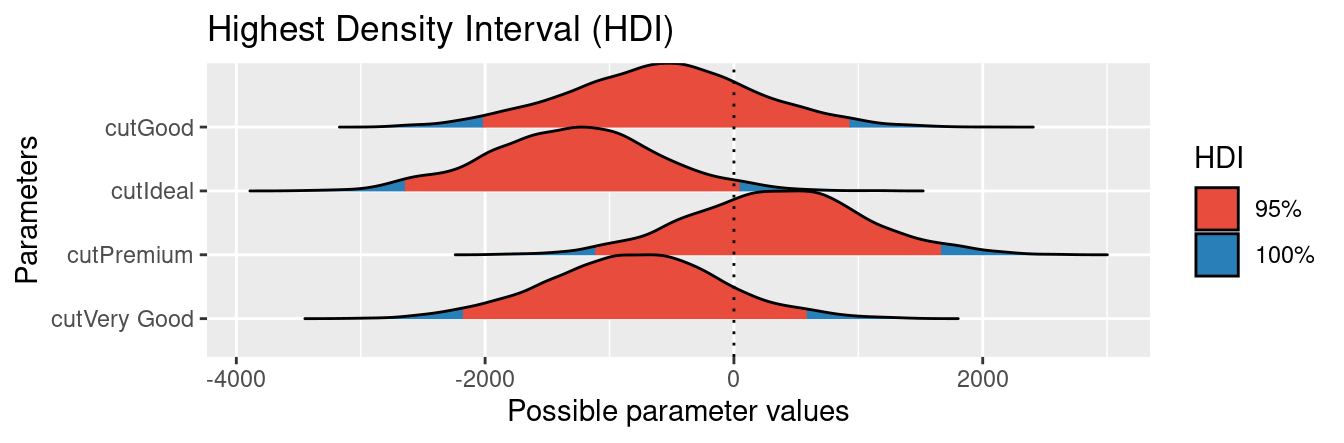 Highest Density Interval (HDI)
Parameters
cutGood
cutIdeal
cutPremium
cutVery Good
-4000 -2000 0 2000
Possible parameter values
HDI
95%
100%